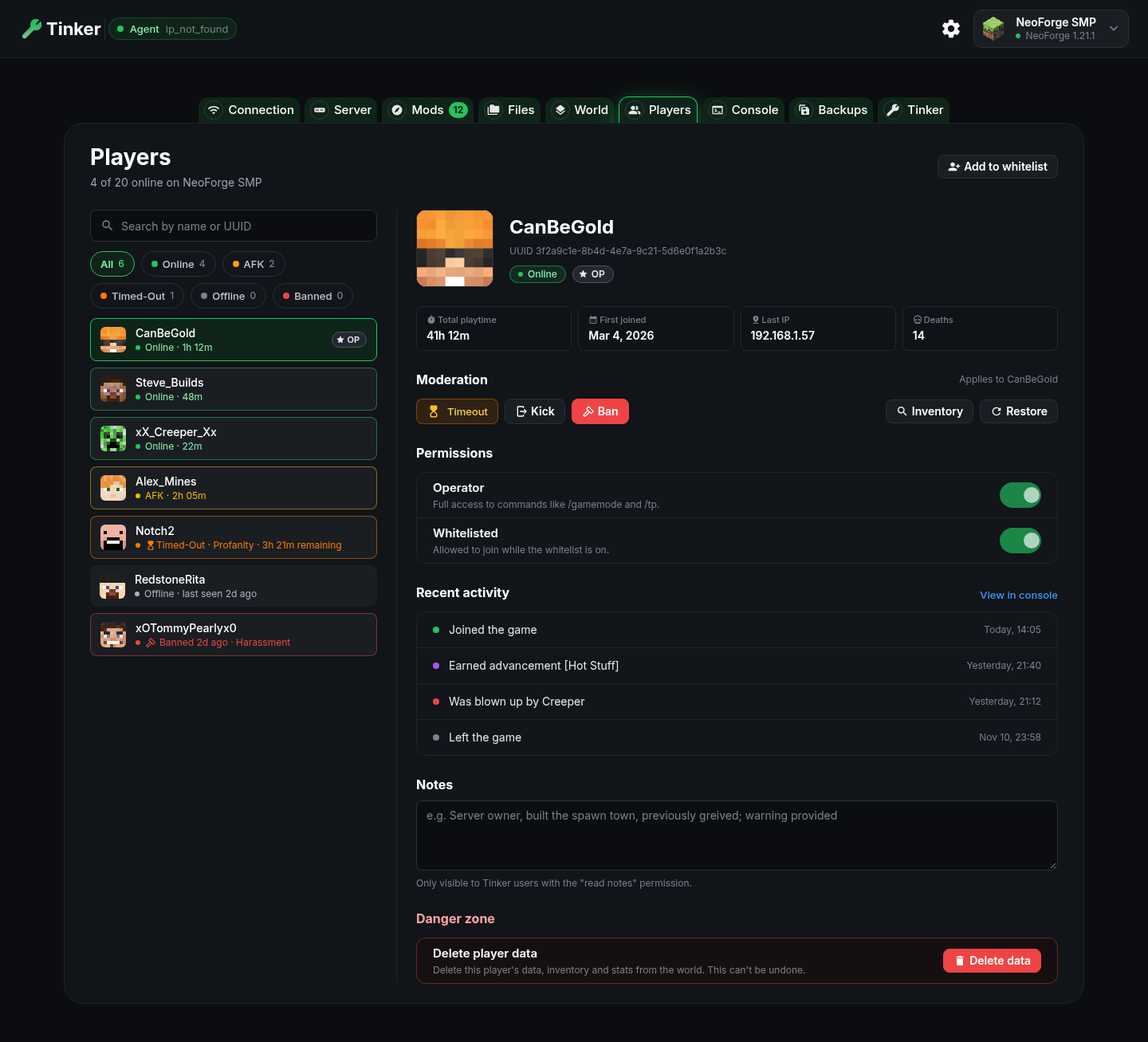 Tinker
Agent ip_not_found
NeoForge SMP
NeoForge 1.21.1
Connection
Server
Mods 12
Files
World
Players
Console
Backups
Tinker
Players
4 of 20 online on NeoForge SMP
Add to whitelist
Search by name or UUID
All 6
Online 4
AFK 2
Timed-Out 1
Offline 0
Banned 0
CanBeGold
Online · 1h 12m
OP
Steve_Builds
Online · 48m
xX_Creeper_Xx
Online · 22m
Alex_Mines
AFK · 2h 05m
Notch2
Timed-Out · Profanity · 3h 21m remaining
RedstoneRita
Offline · last seen 2d ago
xOTommyPearlyx0
Banned 2d ago · Harassment
CanBeGold
UUID 3f2a9c1e-8b4d-4e7a-9c21-5d6e0f1a2b3c
Online
OP
Total playtime
41h 12m
First joined
Mar 4, 2026
Last IP
192.168.1.57
Deaths
14
Moderation
Applies to CanBeGold
Timeout
Kick
Ban
Inventory
Restore
Permissions
Operator
Full access to commands like /gamemode and /tp.
Whitelisted
Allowed to join while the whitelist is on.
Recent activity
View in console
Joined the game
Today, 14:05
Earned advancement [Hot Stuff]
Yesterday, 21:40
Was blown up by Creeper
Yesterday, 21:12
Left the game
Nov 10, 23:58
Notes
e.g. Server owner, built the spawn town, previously greived; warning provided
Only visible to Tinker users with the "read notes" permission.
Danger zone
Delete player data
Delete this player's data, inventory and stats from the world. This can't be undone.
Delete data